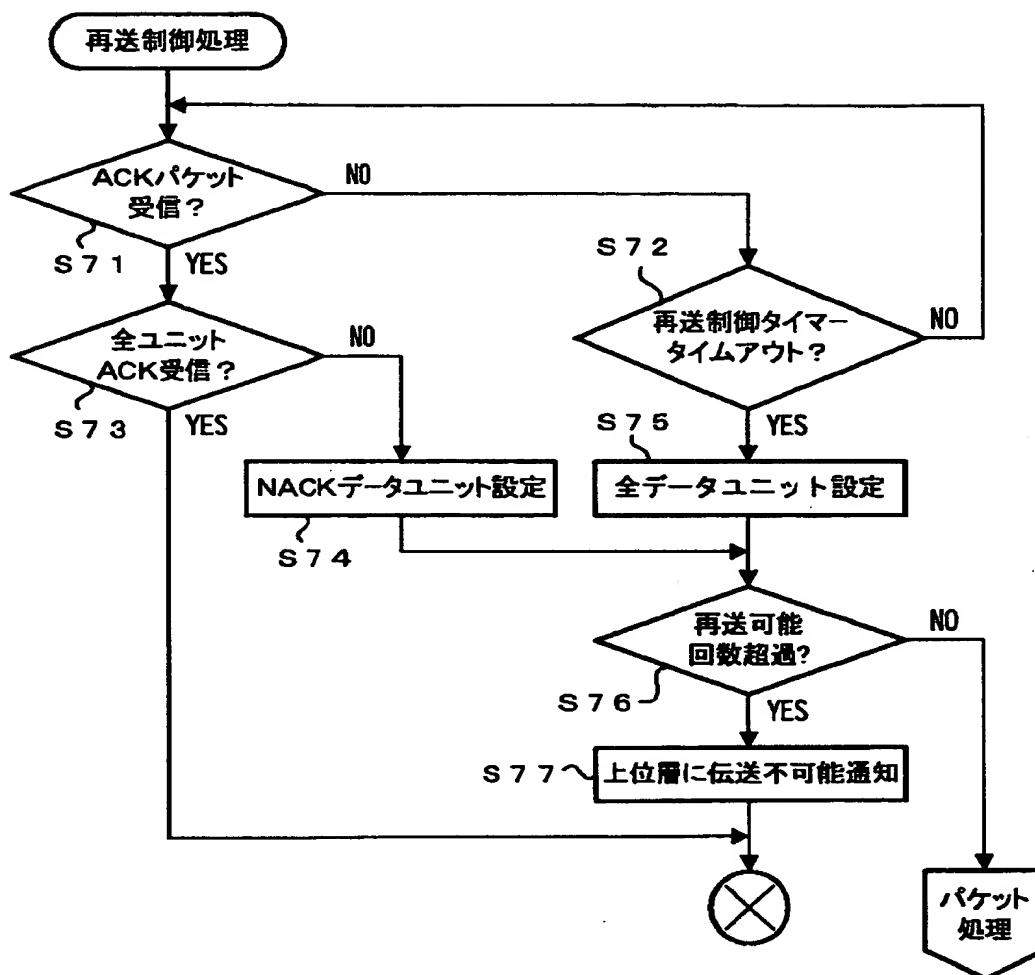 再送制御処理
ACKパケット
受信?
NO
S71
YES
S72
再送制御タイマー
タイムアウト?
NO
全ユニット
ACK受信?
NO
S73
YES
S75
YES
NACKデータユニット設定
全データユニット設定
S74
再送可能
回数超過?
NO
S76
YES
S77
上位層に伝送不可能通知
パケット
処理